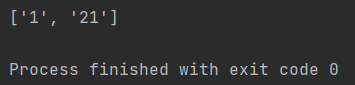 ['1', '21']
Process finished with exit code 0